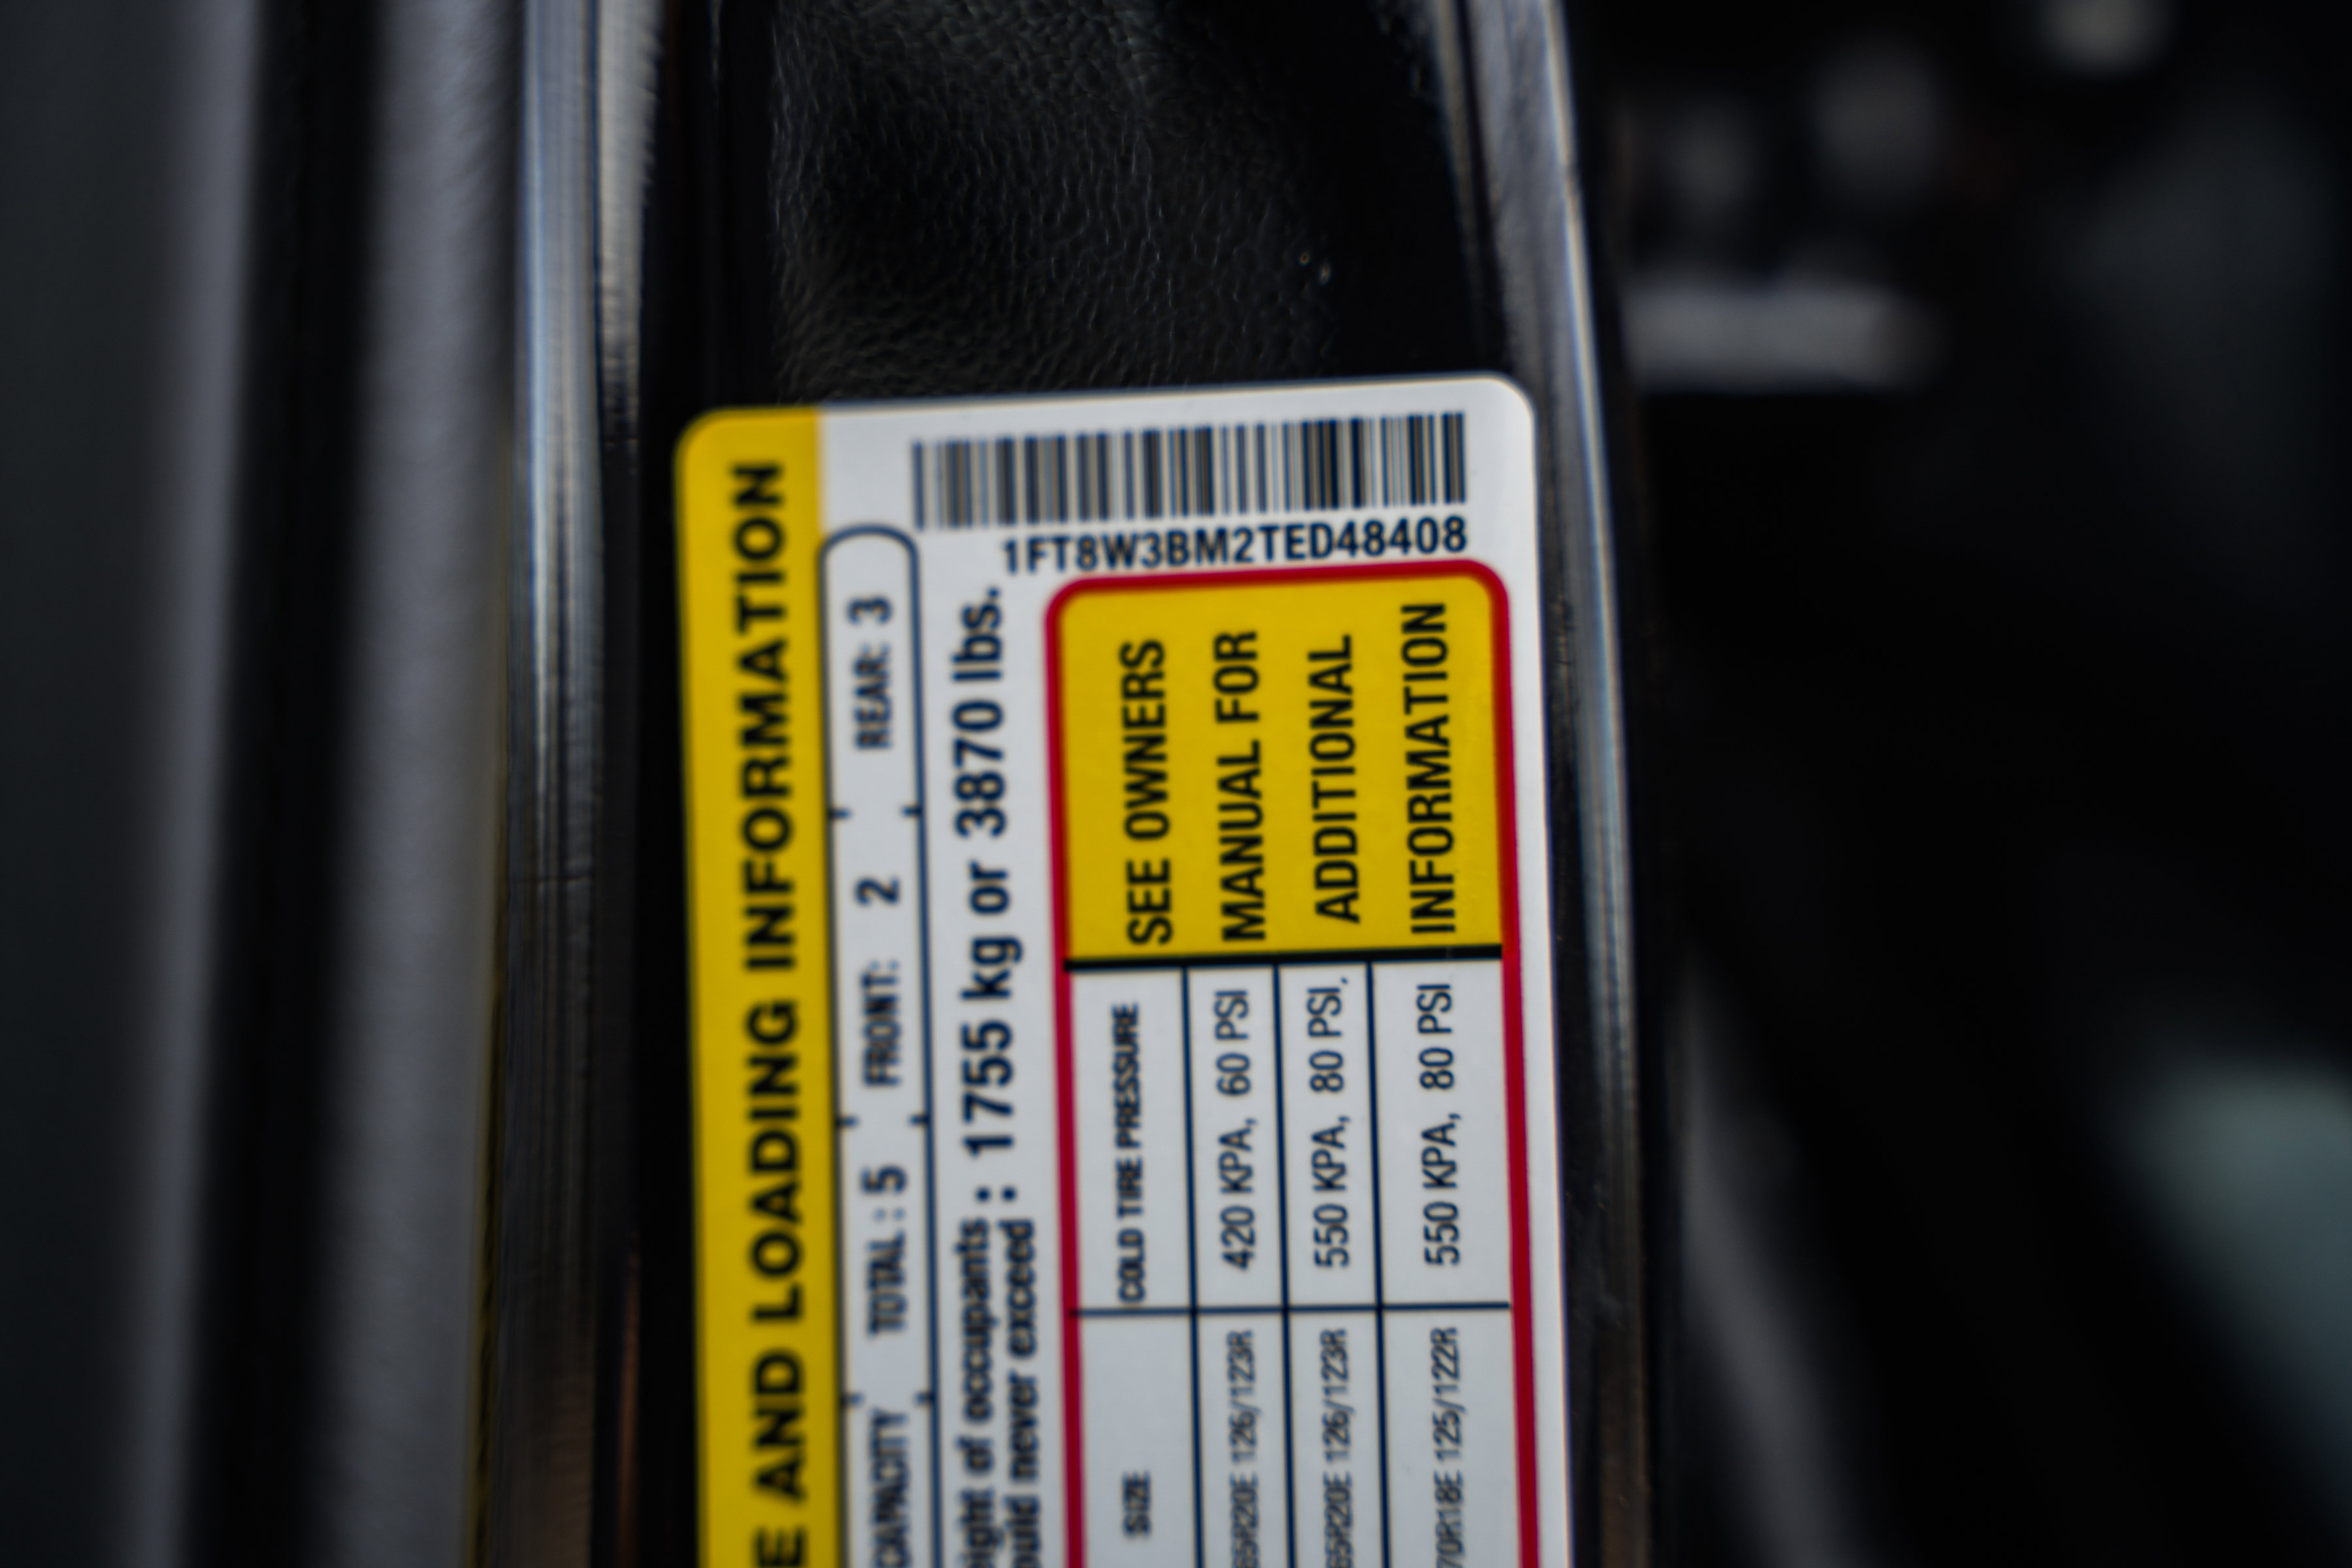 1FT8W3BM2TED48408
AND LOADING INFORMATION
CAPACITY TOTAL: 5 FRONT: 2 REAR: 3
of occupants : 1755 kg or 3870 lbs.
never exceed :
SIZE COLD TIRE PRESSURE
126/123R 420 KPA, 60 PSI
126/123R 550 KPA, 80 PSI,
70R18E 125/122R 550 KPA, 80 PSI
SEE OWNERS
MANUAL FOR
ADDITIONAL
INFORMATION